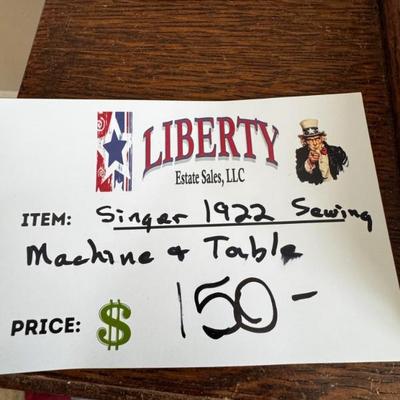 LIBERTY
Estate Sales, LLC
ITEM: Singer 1922 Sewing
Machine & Table
PRICE: $ 150-